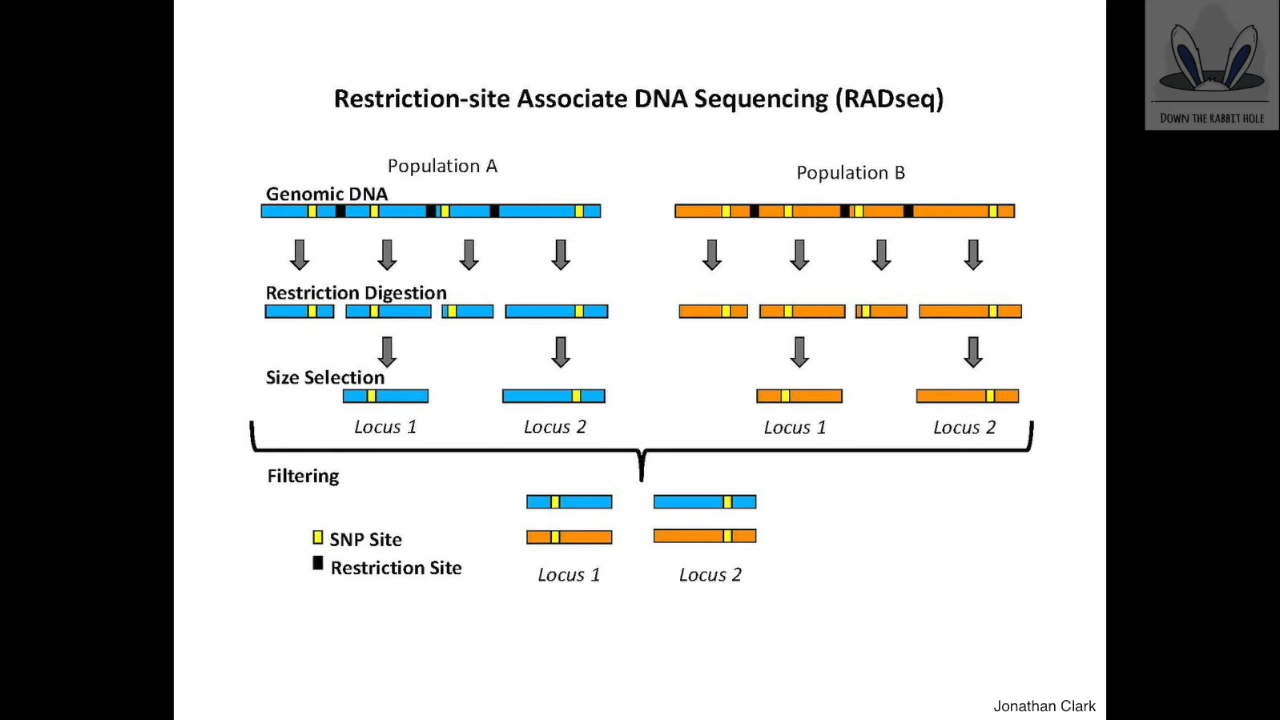 DOWN THE RABBIT HOLE
Restriction-site Associate DNA Sequencing (RADseq)
Population A
Population B
Genomic DNA
Restriction Digestion
Size Selection
Locus 1
Locus 2
Locus 1
Locus 2
Filtering
SNP Site
Restriction Site
Locus 1
Locus 2
Jonathan Clark